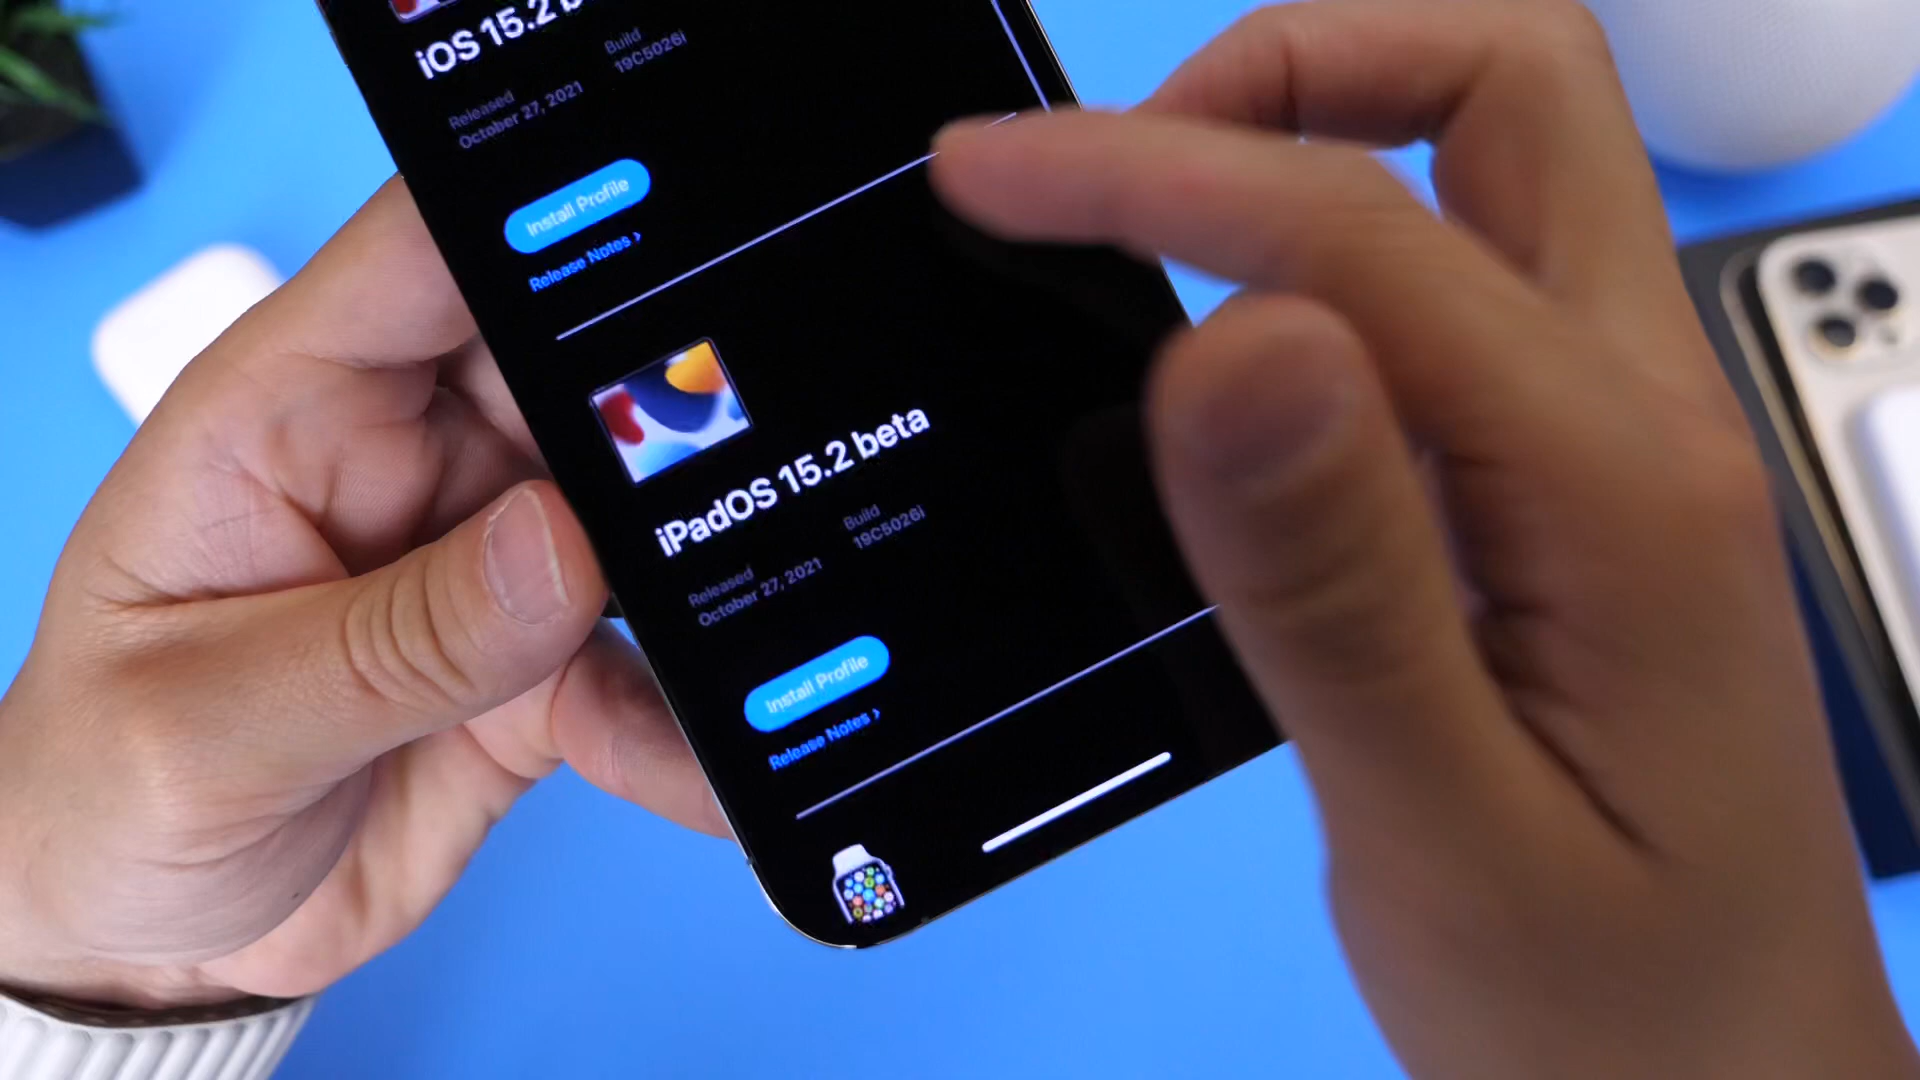 iOS 15.2 b
Released
October 27, 2021
Build
19C5026i
Install Profile
Release Notes ›
iPadOS 15.2 beta
Released
October 27, 2021
Build
19C5026i
Install Profile
Release Notes ›